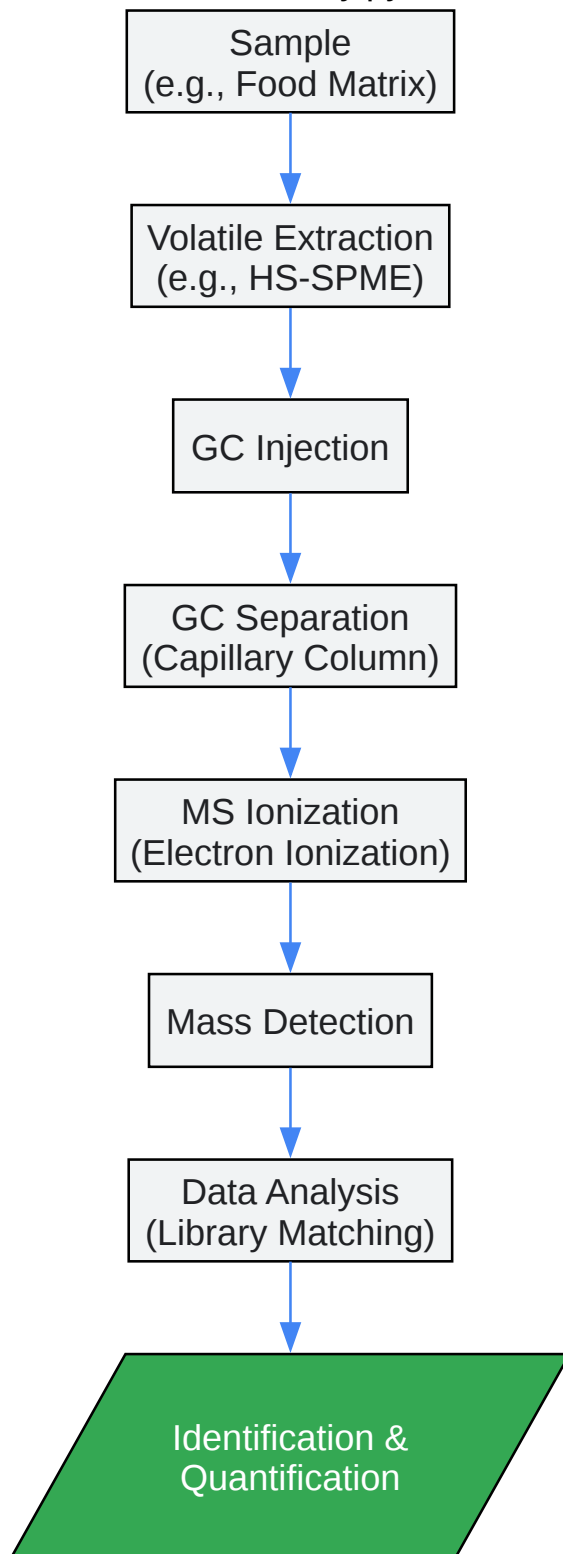 Sample
(e.g., Food Matrix)
Volatile Extraction
(e.g., HS-SPME)
GC Injection
GC Separation
(Capillary Column)
MS Ionization
(Electron Ionization)
Mass Detection
Data Analysis
(Library Matching)
Identification &
Quantification